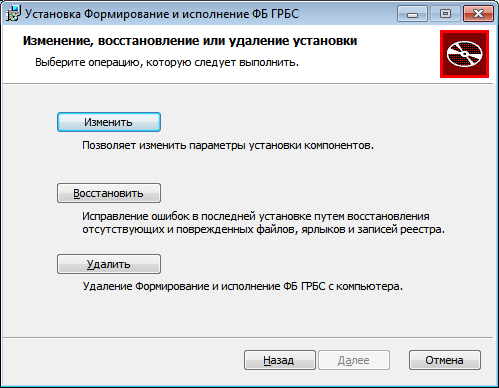 Установка Формирование и исполнение ФБ ГРБС
Изменение, восстановление или удаление установки
Выберите операцию, которую следует выполнить.
Изменить
Позволяет изменить параметры установки компонентов.
Восстановить
Исправление ошибок в последней установке путем восстановления
отсутствующих и поврежденных файлов, ярлыков и записей реестра.
Удалить
Удаление Формирование и исполнение ФБ ГРБС с компьютера.
Назад Далее Отмена